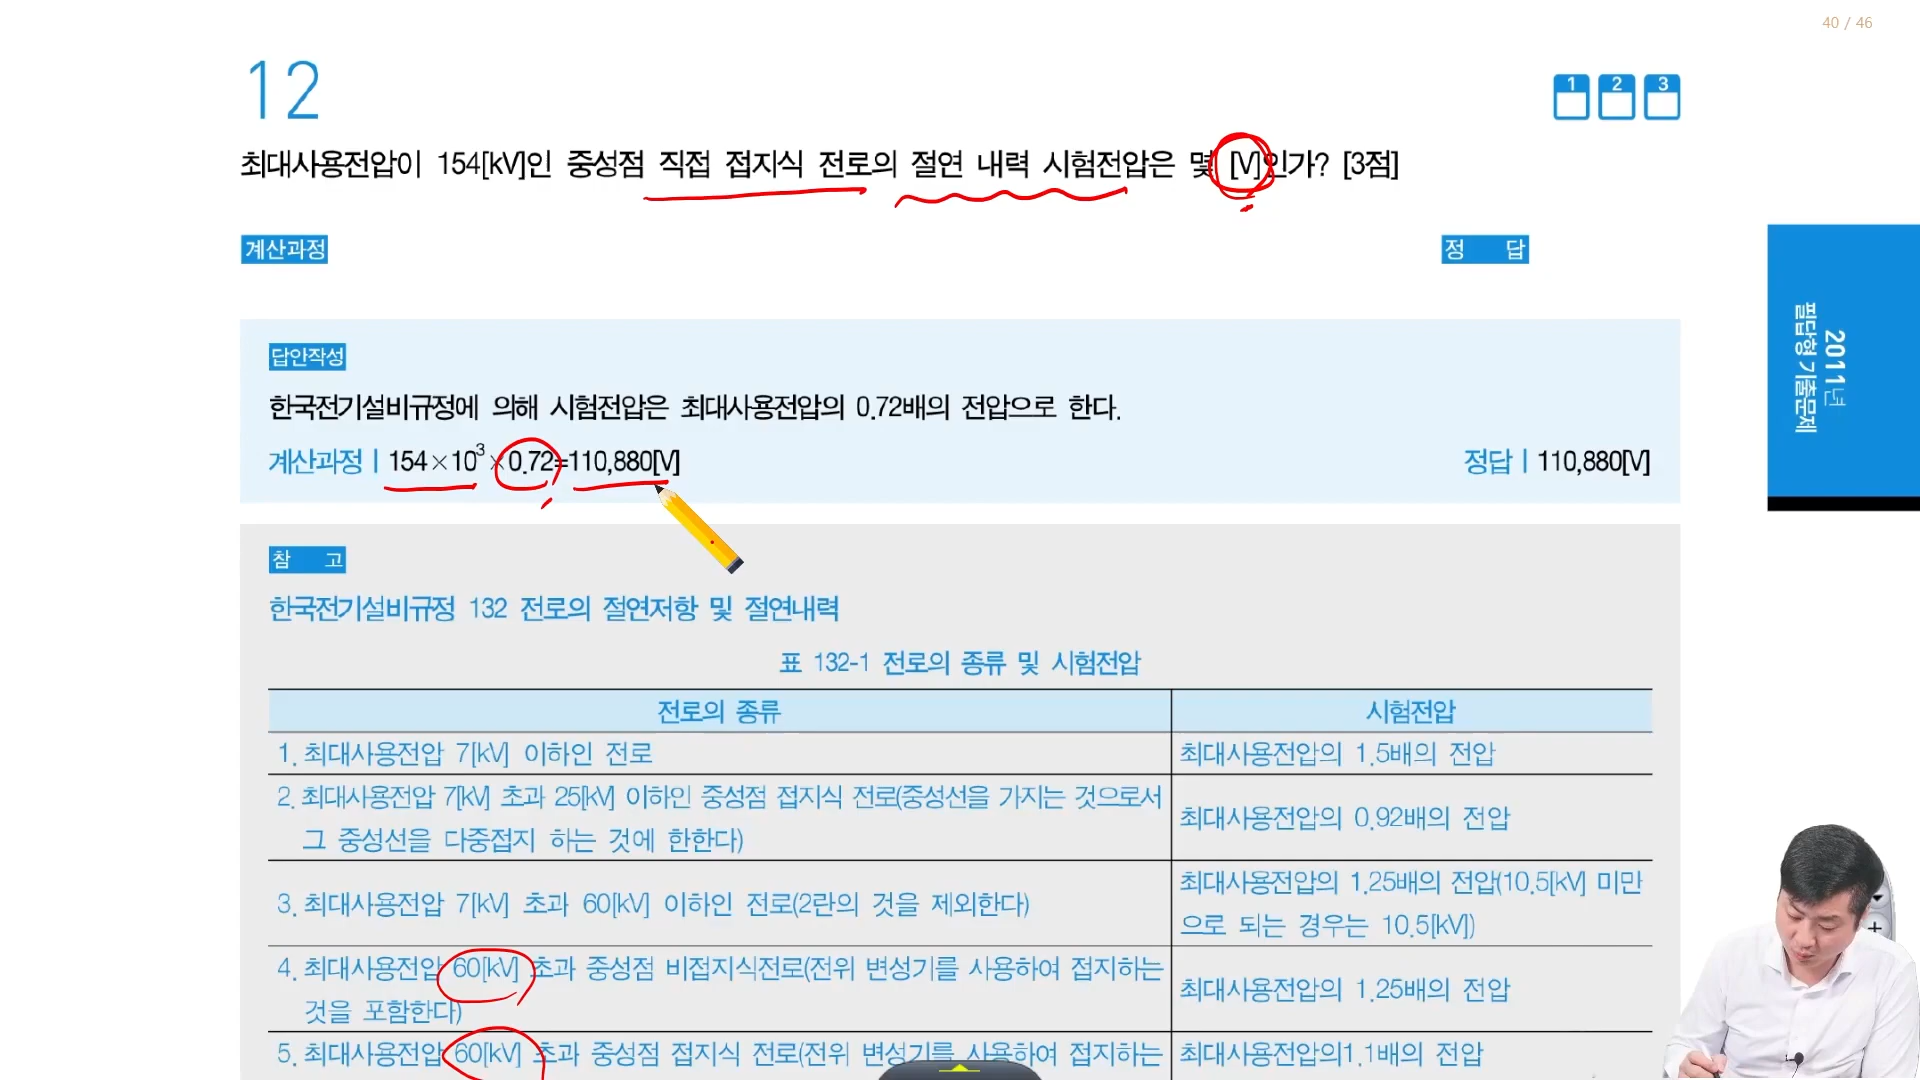 40 / 46
12
1 2 3
최대사용전압이 154[kV]인 중성점 직접 접지식 전로의 절연 내력 시험전압은 몇 [V]인가? [3점]
계산과정
정 답
2011년
필답형 기출문제
답안작성
한국전기설비규정에 의해 시험전압은 최대사용전압의 0.72배의 전압으로 한다.
계산과정 | 154×10³×0.72=110,880[V]
정답 | 110,880[V]
참 고
한국전기설비규정 132 전로의 절연저항 및 절연내력
표 132-1 전로의 종류 및 시험전압
전로의 종류
시험전압
1. 최대사용전압 7[kV] 이하인 전로
최대사용전압의 1.5배의 전압
2. 최대사용전압 7[kV] 초과 25[kV] 이하인 중성점 접지식 전로(중성선을 가지는 것으로서
그 중성선을 다중접지 하는 것에 한한다)
최대사용전압의 0.92배의 전압
3. 최대사용전압 7[kV] 초과 60[kV] 이하인 전로(2란의 것을 제외한다)
최대사용전압의 1.25배의 전압(10.5[kV] 미만
으로 되는 경우는 10.5[kV])
4. 최대사용전압 60[kV] 초과 중성점 비접지식전로(전위 변성기를 사용하여 접지하는
것을 포함한다)
최대사용전압의 1.25배의 전압
5. 최대사용전압 60[kV] 초과 중성점 접지식 전로(전위 변성기를 사용하여 접지하는
최대사용전압의1.1배의 전압